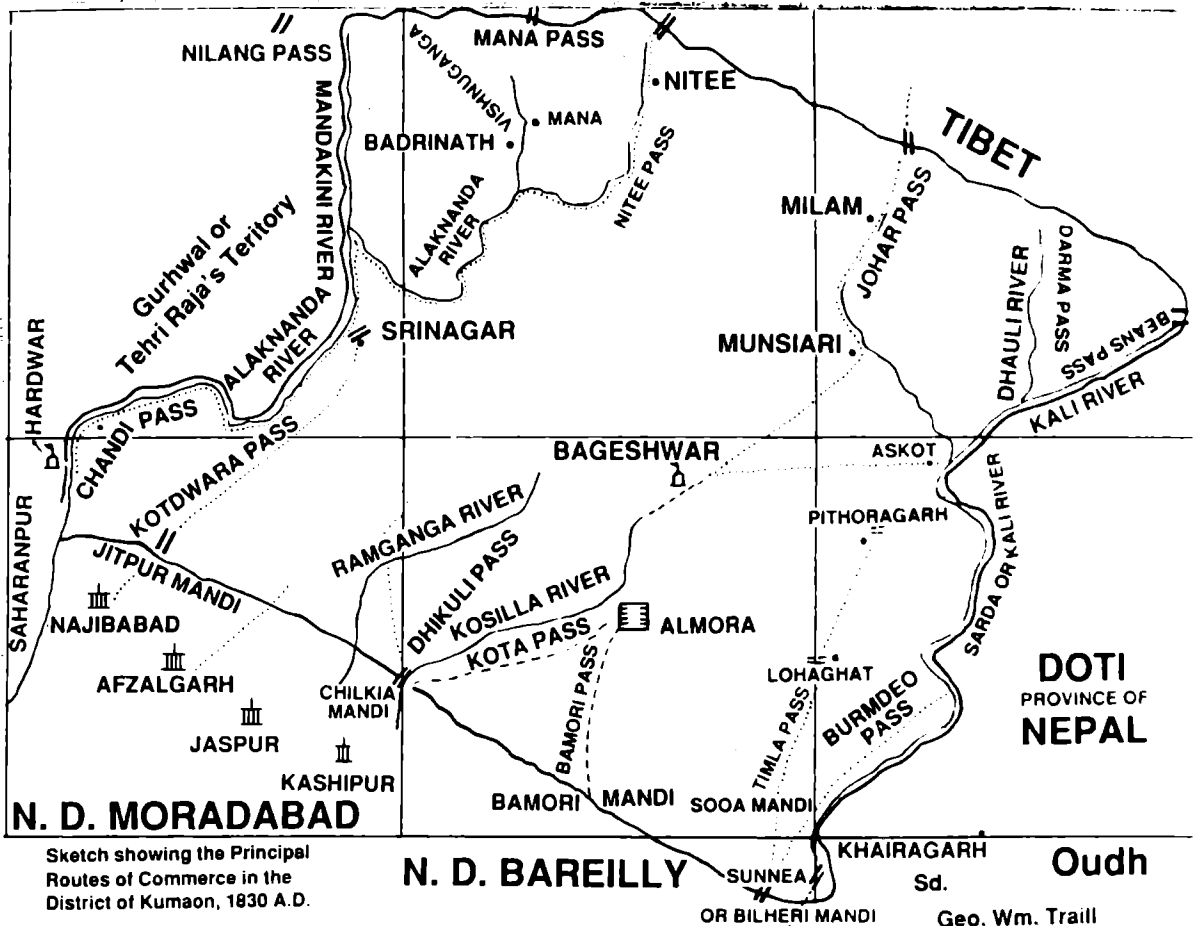 NILANG PASS
MANA PASS
NITEE
VISHNUGANGA
MANA
BADRINATH
MANDAKINI RIVER
NITEE PASS
TIBET
Gurhwal or
Tehri Raja's Teritory
ALAKNANDA
RIVER
MILAM
JOHAR PASS
DHAULI RIVER
DARMA PASS
BEANS PASS
KALI RIVER
ALAKNANDA
RIVER
SRINAGAR
MUNSIARI
HARDWAR
CHANDI PASS
KOTDWARA PASS
BAGESHWAR
ASKOT
SAHARANPUR
JITPUR MANDI
RAMGANGA RIVER
DHIKULI PASS
PITHORAGARH
SARDA OR KALI RIVER
KOSILLA RIVER
KOTA PASS
NAJIBABAD
ALMORA
AFZALGARH
CHILKIA
MANDI
BAMORI PASS
LOHAGHAT
TIMLA PASS
BURMDEO
PASS
DOTI
PROVINCE OF
NEPAL
JASPUR
KASHIPUR
BAMORI MANDI
SOOA MANDI
N. D. MORADABAD
Sketch showing the Principal
Routes of Commerce in the
District of Kumaon, 1830 A.D.
N. D. BAREILLY
KHAIRAGARH
Oudh
SUNNEA
OR BILHERI MANDI
Sd.
Geo. Wm. Traill